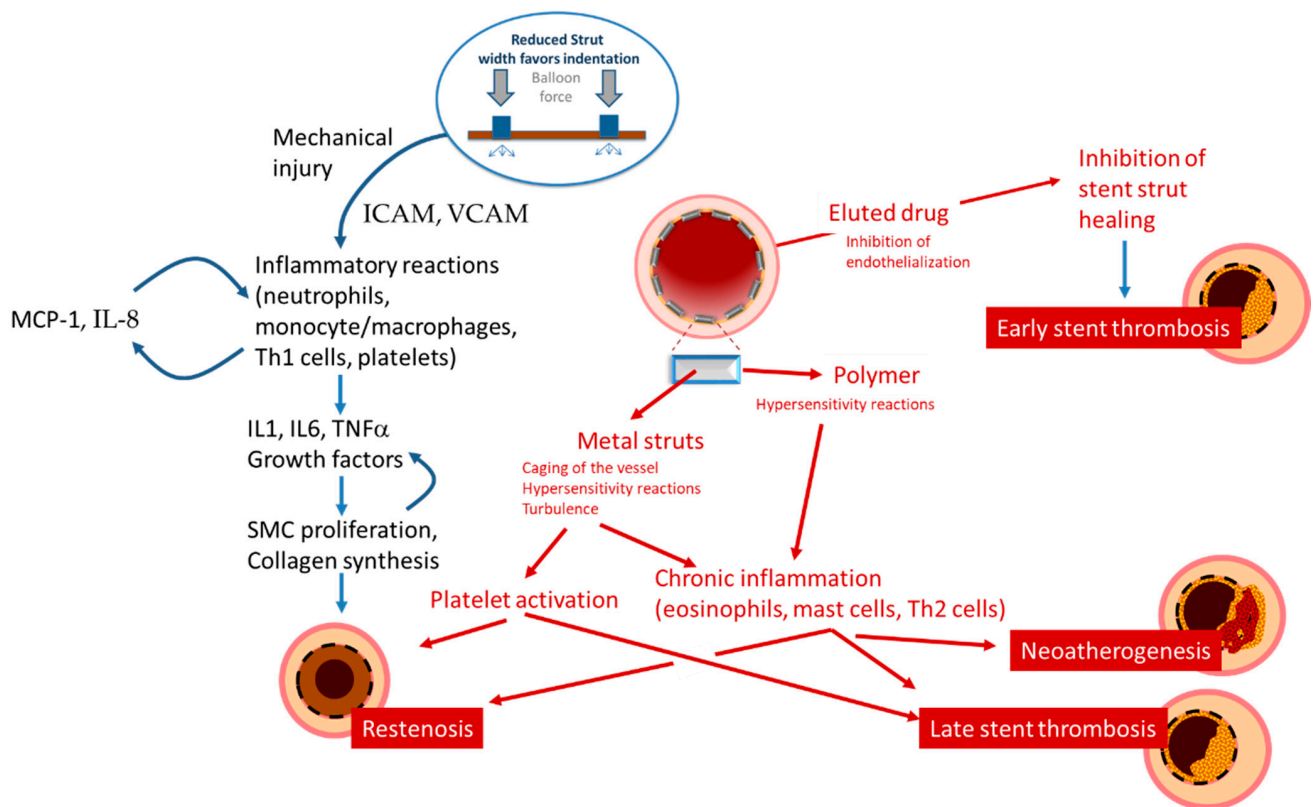 Reduced Strut
width favors indentation
Balloon
force
Mechanical
injury
ICAM, VCAM
Inflammatory reactions
(neutrophils,
monocyte/macrophages,
Th1 cells, platelets)
MCP-1, IL-8
IL1, IL6, TNFα
Growth factors
SMC proliferation,
Collagen synthesis
Eluted drug
Inhibition of
endothelialization
Inhibition of
stent strut
healing
Early stent thrombosis
Polymer
Hypersensitivity reactions
Metal struts
Caging of the vessel
Hypersensitivity reactions
Turbulence
Platelet activation
Chronic inflammation
(eosinophils, mast cells, Th2 cells)
Neoatherogenesis
Restenosis
Late stent thrombosis